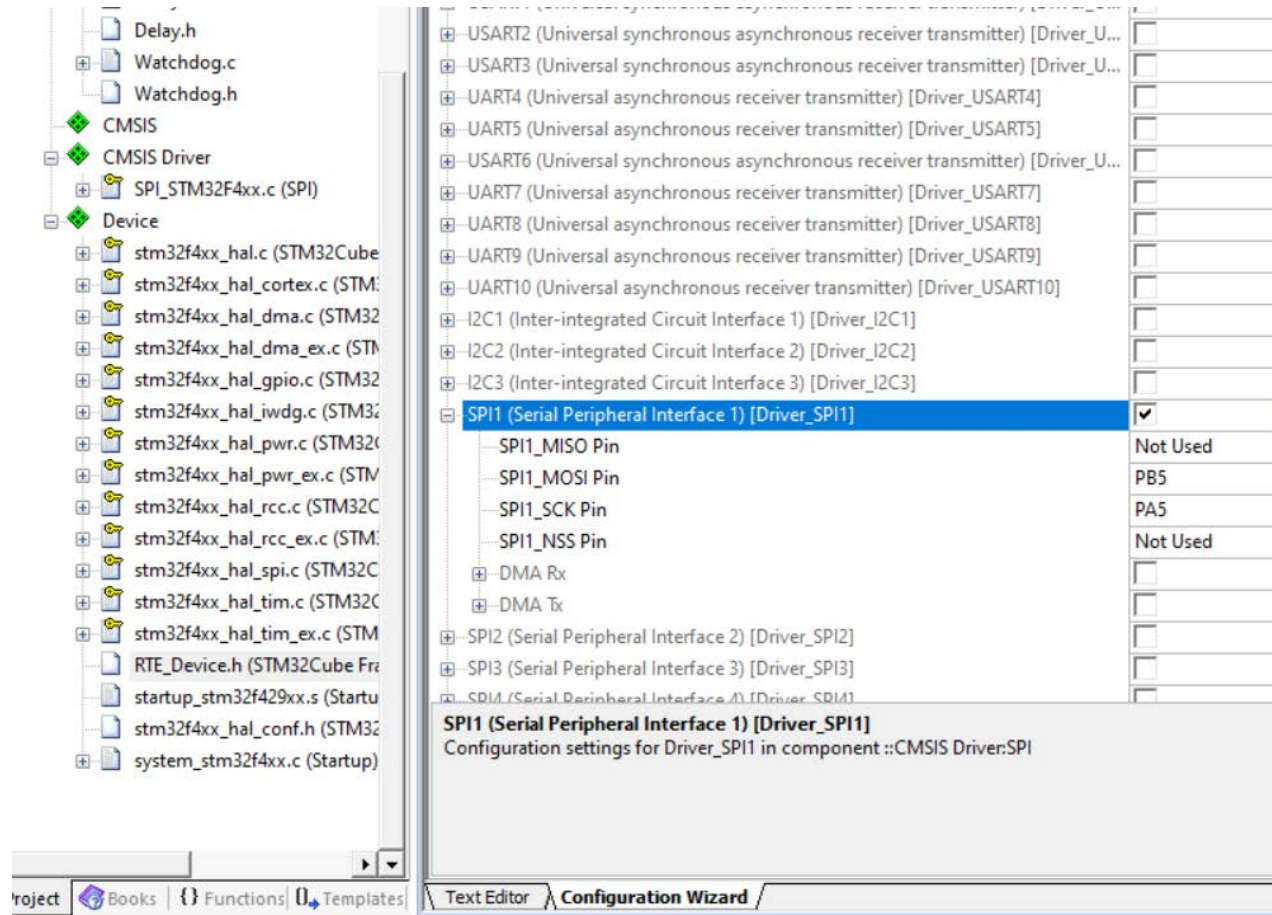 Delay.h
Watchdog.c
Watchdog.h
CMSIS
CMSIS Driver
SPI_STM32F4xx.c (SPI)
Device
stm32f4xx_hal.c (STM32Cube
stm32f4xx_hal_cortex.c (STM
stm32f4xx_hal_dma.c (STM32
stm32f4xx_hal_dma_ex.c (STM
stm32f4xx_hal_gpio.c (STM32
stm32f4xx_hal_iwdg.c (STM32
stm32f4xx_hal_pwr.c (STM32C
stm32f4xx_hal_pwr_ex.c (STM
stm32f4xx_hal_rcc.c (STM32C
stm32f4xx_hal_rcc_ex.c (STM
stm32f4xx_hal_spi.c (STM32C
stm32f4xx_hal_tim.c (STM32C
stm32f4xx_hal_tim_ex.c (STM
RTE_Device.h (STM32Cube Fra
startup_stm32f429xx.s (Startu
stm32f4xx_hal_conf.h (STM32
system_stm32f4xx.c (Startup)
Project Books {} Functions Templates
USART2 (Universal synchronous asynchronous receiver transmitter) [Driver_U...
USART3 (Universal synchronous asynchronous receiver transmitter) [Driver_U...
UART4 (Universal asynchronous receiver transmitter) [Driver_USART4]
UART5 (Universal asynchronous receiver transmitter) [Driver_USART5]
USART6 (Universal synchronous asynchronous receiver transmitter) [Driver_U...
UART7 (Universal asynchronous receiver transmitter) [Driver_USART7]
UART8 (Universal asynchronous receiver transmitter) [Driver_USART8]
UART9 (Universal asynchronous receiver transmitter) [Driver_USART9]
UART10 (Universal asynchronous receiver transmitter) [Driver_USART10]
I2C1 (Inter-integrated Circuit Interface 1) [Driver_I2C1]
I2C2 (Inter-integrated Circuit Interface 2) [Driver_I2C2]
I2C3 (Inter-integrated Circuit Interface 3) [Driver_I2C3]
SPI1 (Serial Peripheral Interface 1) [Driver_SPI1]
SPI1_MISO Pin Not Used
SPI1_MOSI Pin PB5
SPI1_SCK Pin PA5
SPI1_NSS Pin Not Used
DMA Rx
DMA Tx
SPI2 (Serial Peripheral Interface 2) [Driver_SPI2]
SPI3 (Serial Peripheral Interface 3) [Driver_SPI3]
SPI4 (Serial Peripheral Interface 4) [Driver_SPI4]
SPI1 (Serial Peripheral Interface 1) [Driver_SPI1]
Configuration settings for Driver_SPI1 in component ::CMSIS Driver:SPI
Text Editor Configuration Wizard